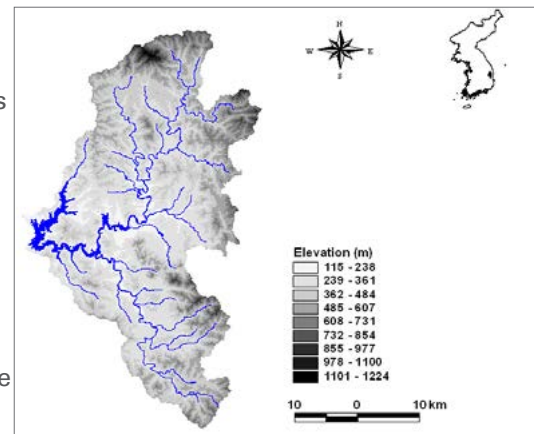 s
e
N
W E
S
Elevation (m)
115 - 238
239 - 361
362 - 484
485 - 607
608 - 731
732 - 854
855 - 977
978 - 1100
1101 - 1224
10 0 10 km